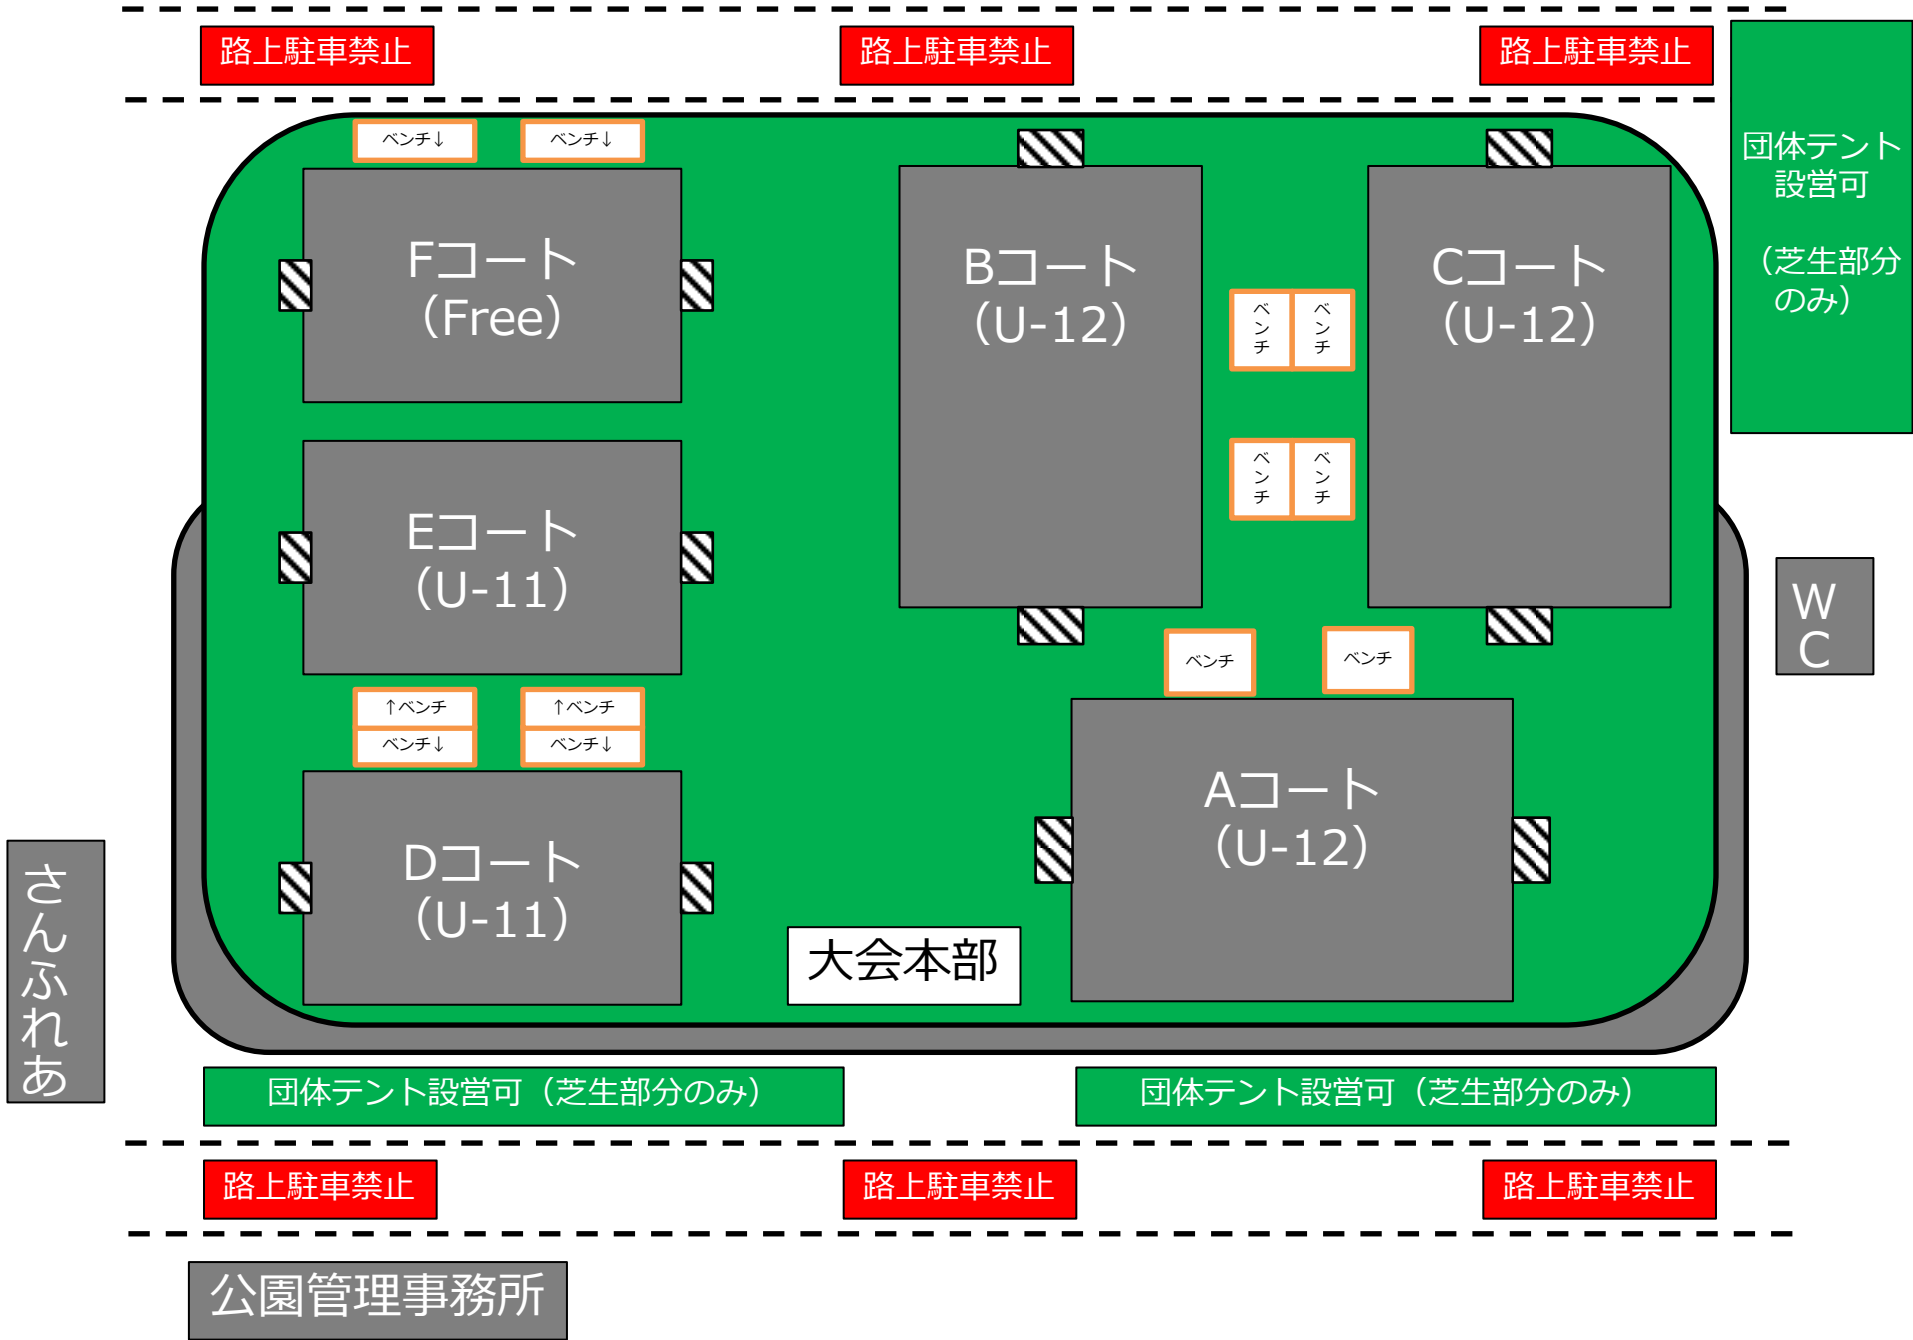 路上駐車禁止
路上駐車禁止
路上駐車禁止
団体テント
設営可
（芝生部分
のみ）
ベンチ↓
ベンチ↓
Fコート
（Free）
Bコート
（U-12）
Cコート
（U-12）
ベンチ
ベンチ
ベンチ
ベンチ
Eコート
（U-11）
WC
ベンチ
ベンチ
↑ベンチ
↑ベンチ
ベンチ↓
ベンチ↓
Aコート
（U-12）
Dコート
（U-11）
大会本部
さんふれあ
団体テント設営可（芝生部分のみ）
団体テント設営可（芝生部分のみ）
路上駐車禁止
路上駐車禁止
路上駐車禁止
公園管理事務所